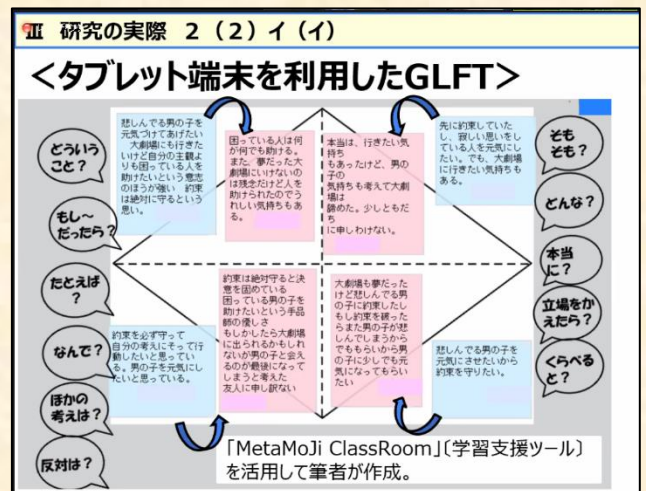 Ⅲ 研究の実際 2（2）イ（イ）
＜タブレット端末を利用したGLFT＞
どういう
こと？
もし～
だったら？
たとえば
？
なんで？
ほかの
考えは？
反対は？
悲しんでる男の子を
元気づけてあげたい
大劇場にも行きた
いけど自分の主観よ
りも困っている人を
助けたいという意志
のほうが強い　約束
は絶対に守るという
思い。
困っている人は何
が何でも助ける。
また、夢だった大
劇場にいけないの
は残念だけど人を
助けられたのでう
れしい気持ちもあ
る。
本当は、行きたい気
持ち
もあったけど、男の
子の
気持ちも考えて大劇
場は
諦めた。少しともだ
ち
に申しわけない。
先に約束していた
し、寂しい思いをし
ている人を元気にし
たい。でも、大劇場
に行きたい気持ちも
ある。
約束を必ず守って
自分の考えにそって行
動したいと思ってい
る。男の子を元気にし
たいと思っている。
約束は絶対守ると決
意を固めている
困っている男の子を
助けたいという手品
師の優しさ
もしかしたら大劇場
に出られるかもしれ
ないが男の子と会え
るのが最後になって
しまうと考えた
友人に申し訳ない
大劇場も夢だった
けど悲しんでる男
の子に約束したし
もし約束を破った
らまた男の子が悲
しんでしまうから
でももらいから男
の子に少しでも元
気になってもらい
たい
悲しんでる男の子を
元気にさせたいから
約束を守りたい。
そも
そも？
どんな？
本当
に？
立場をか
えたら？
くらべる
と？
「MetaMoJi ClassRoom」〔学習支援ツール〕
を活用して筆者が作成。